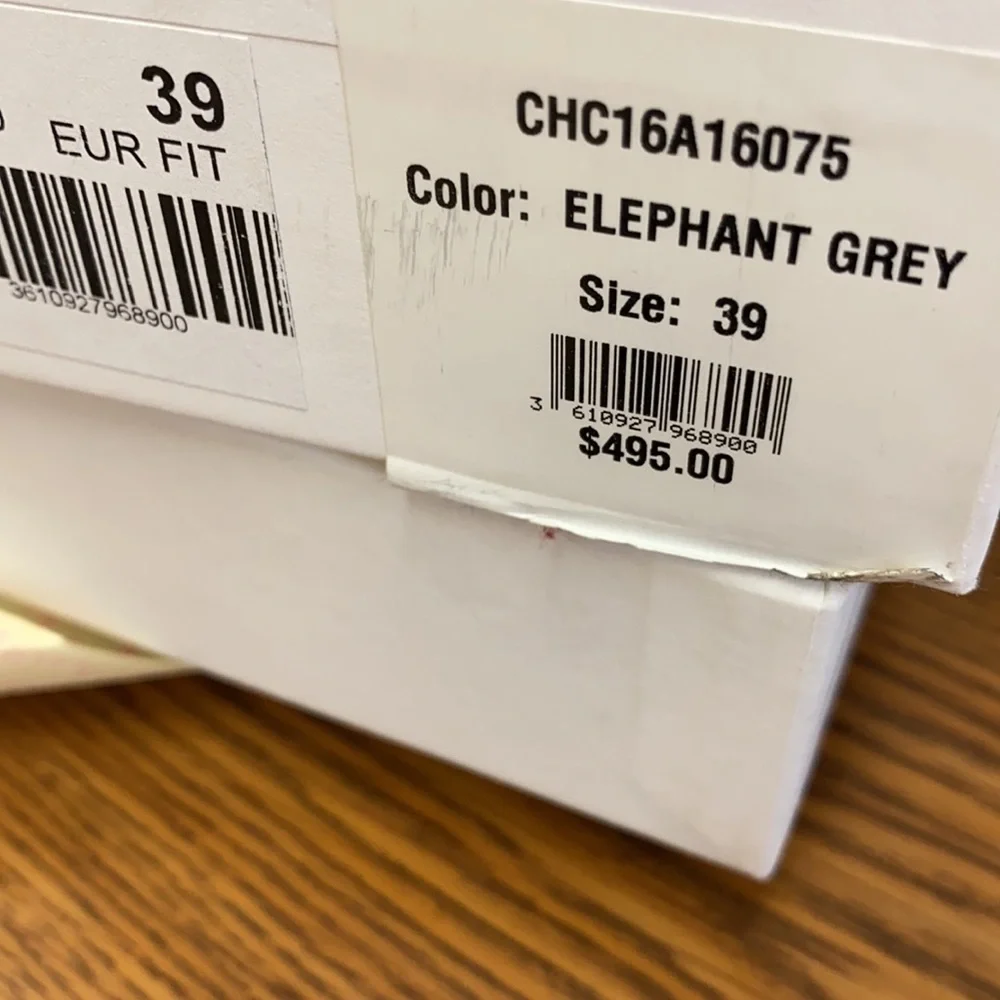 39
EUR FIT
3610927968900
CHC16A16075
Color: ELEPHANT GREY
Size: 39
3 610927 968900
$495.00